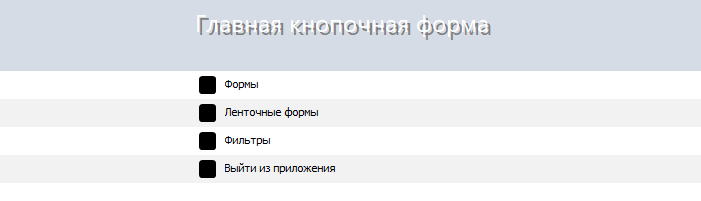 Главная кнопочная форма
Формы
Ленточные формы
Фильтры
Выйти из приложения